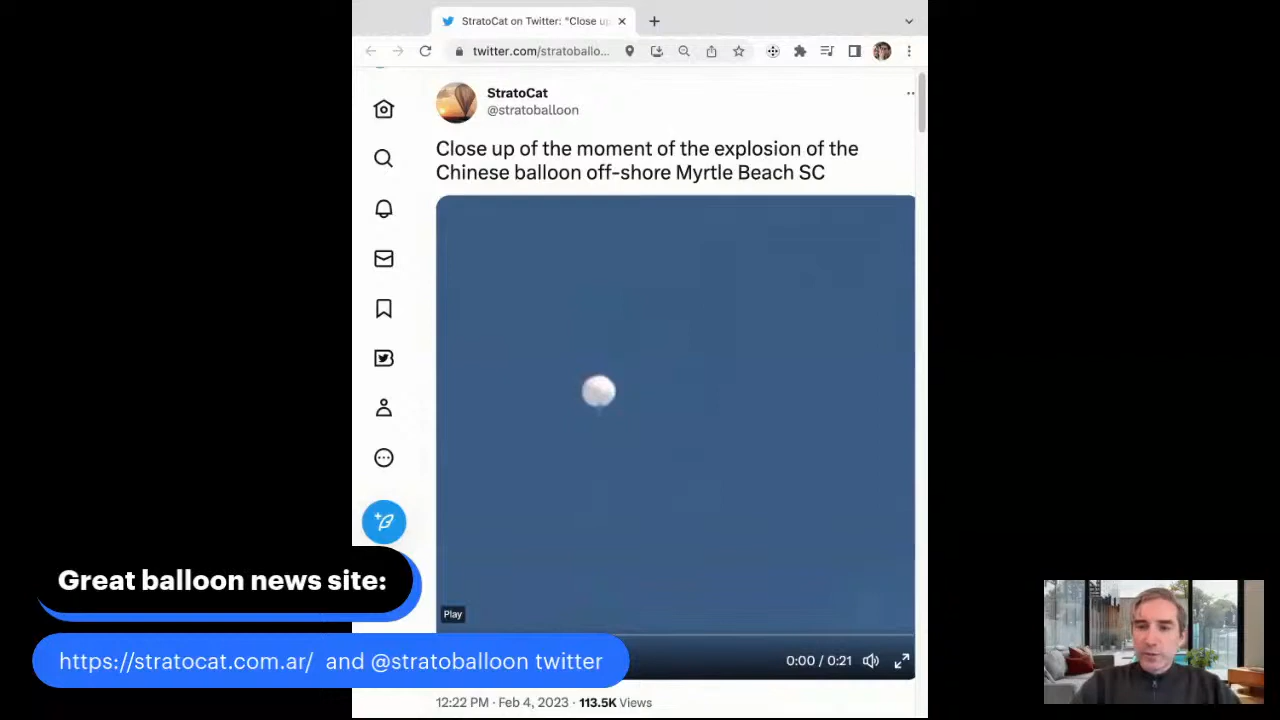 StratoCat on Twitter: "Close up
twitter.com/stratoballo...
StratoCat
@stratoballoon
Close up of the moment of the explosion of the
Chinese balloon off-shore Myrtle Beach SC
Play
0:00 / 0:21
12:22 PM · Feb 4, 2023 · 113.5K Views
Great balloon news site:
https://stratocat.com.ar/ and @stratoballoon twitter